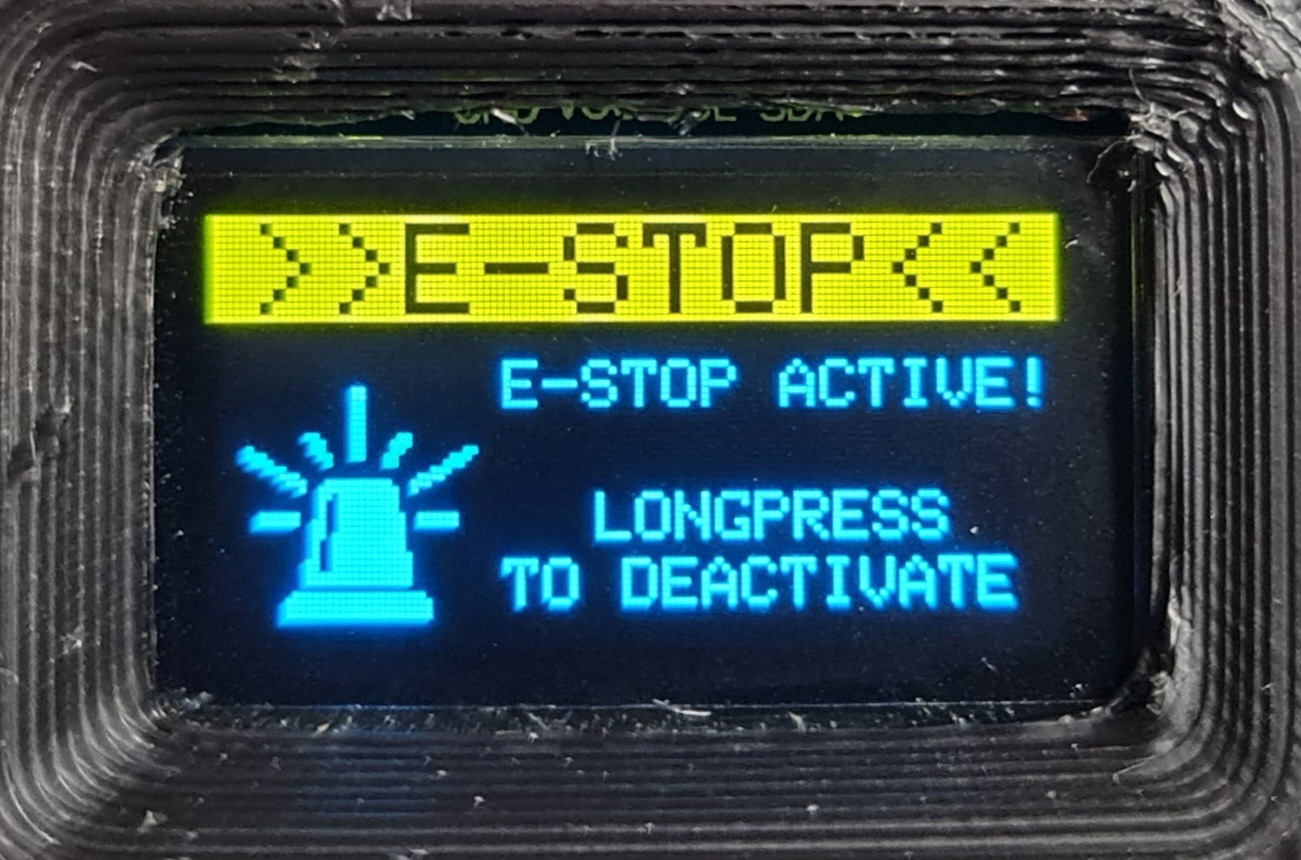 >>E-STOP<<
E-STOP ACTIVE!
LONGPRESS
TO DEACTIVATE